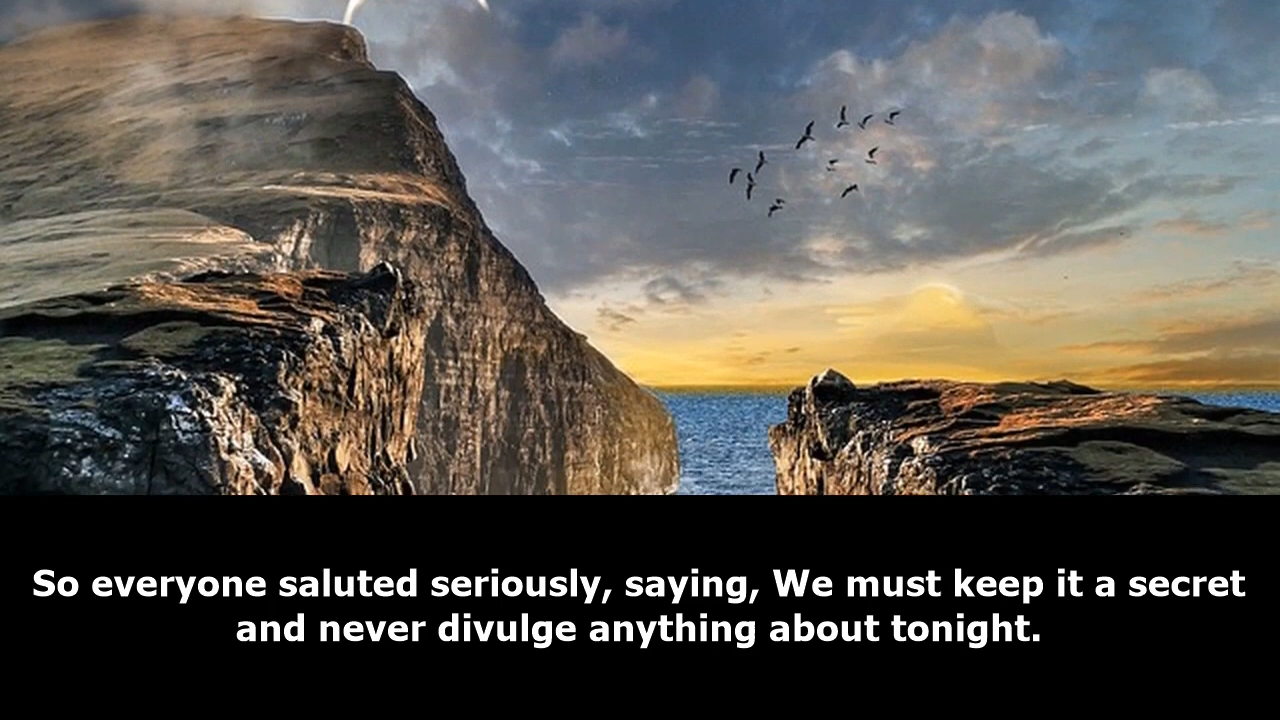 So everyone saluted seriously, saying, We must keep it a secret
and never divulge anything about tonight.